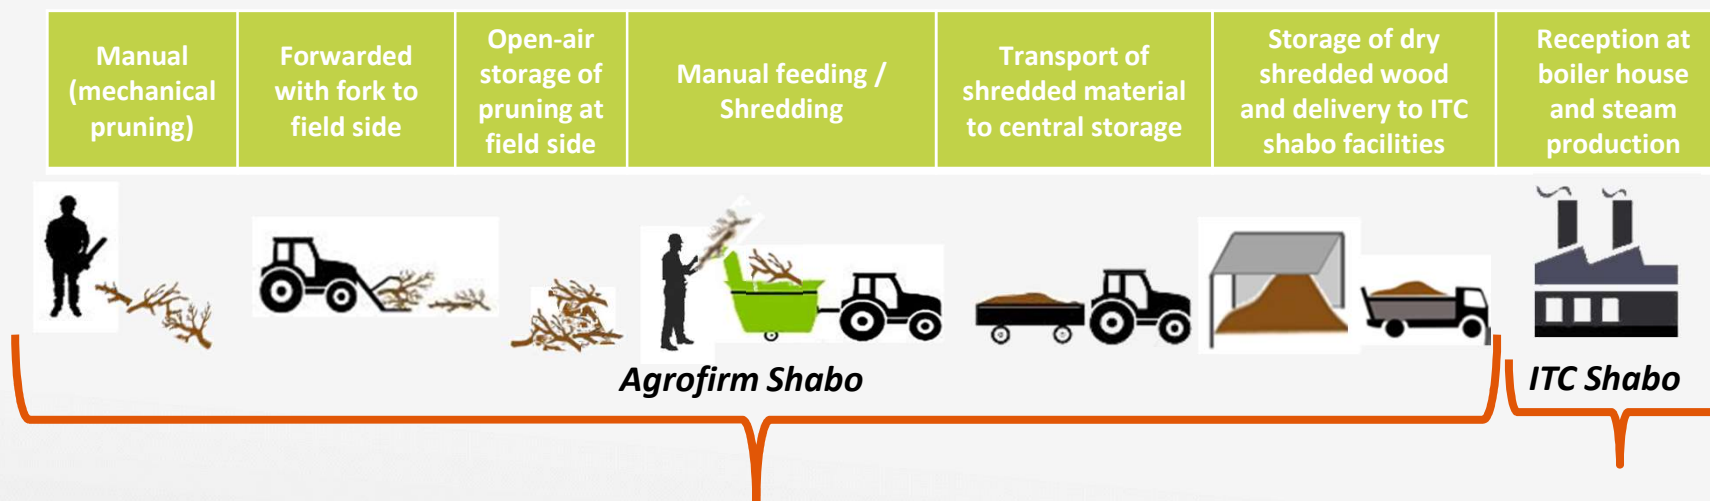 Manual
(mechanical
pruning)
Forwarded
with fork to
field side
Open-air
storage of
pruning at
field side
Manual feeding /
Shredding
Transport of
shredded material
to central storage
Storage of dry
shredded wood
and delivery to ITC
shabo facilities
Reception at
boiler house
and steam
production
Agrofirm Shabo
ITC Shabo